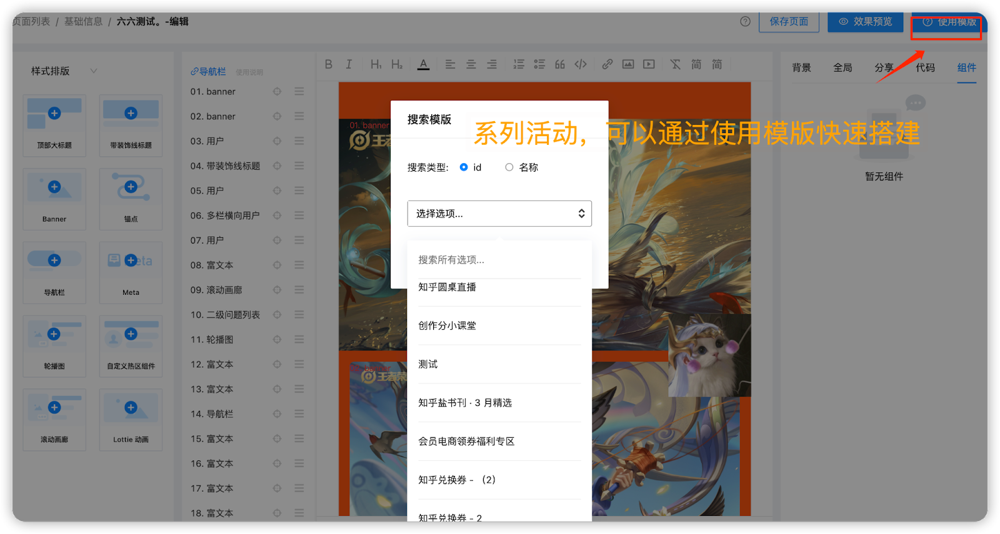 页面列表 / 基础信息 / 六六测试。-编辑
保存页面
效果预览
使用模版
样式排版
顶部大标题
带装饰线标题
Banner
锚点
导航栏
Meta
Meta
轮播图
自定义热区组件
滚动画廊
Lottie 动画
导航栏 使用说明
01. banner
02. banner
03. 用户
04. 带装饰线标题
05. 用户
06. 多栏横向用户
07. 用户
08. 富文本
09. 滚动画廊
10. 二级问题列表
11. 轮播图
12. 富文本
13. 富文本
14. 导航栏
15. 富文本
16. 富文本
17. 富文本
18. 富文本
B I H1 H2 A 简 简
01. banner
王者
搜索模版
系列活动，可以通过使用模版快速搭建
搜索类型: id 名称
选择选项...
搜索所有选项...
知乎圆桌直播
创作分小课堂
测试
知乎盐书刊 · 3 月精选
会员电商领券福利专区
知乎兑换券 - （2）
知乎兑换券 - 2
02. banner
王者荣
背景 全局 分享 代码 组件
暂无组件